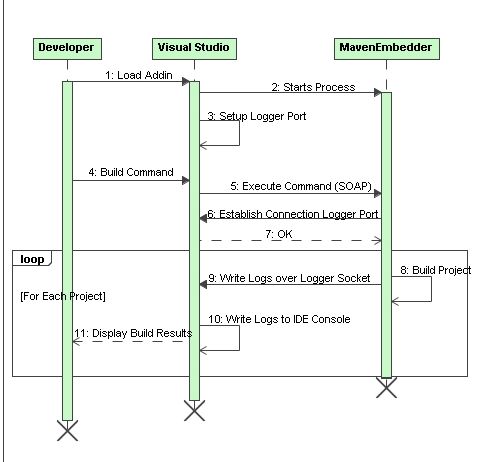 Developer
Visual Studio
MavenEmbedder
1: Load Addin
2: Starts Process
3: Setup Logger Port
4: Build Command
5: Execute Command (SOAP)
6: Establish Connection Logger Port
7: OK
loop
8: Build Project
9: Write Logs over Logger Socket
[For Each Project]
10: Write Logs to IDE Console
11: Display Build Results